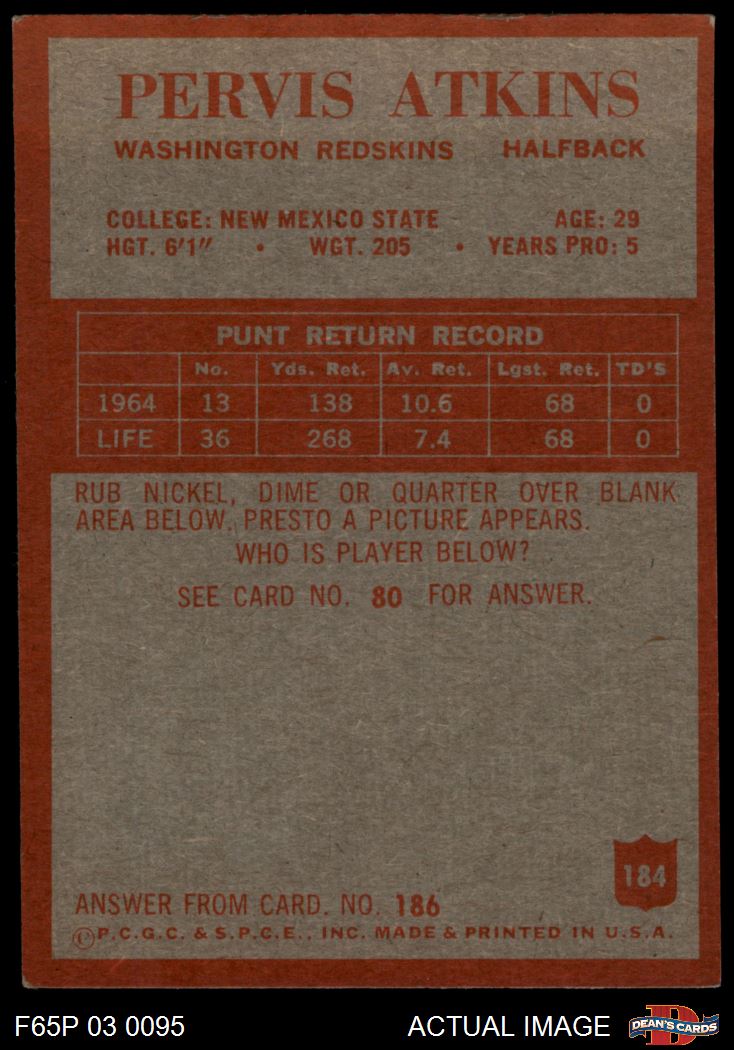 PERVIS ATKINS
WASHINGTON REDSKINS HALFBACK
COLLEGE: NEW MEXICO STATE AGE: 29
HGT. 6'1" • WGT. 205 • YEARS PRO: 5
PUNT RETURN RECORD
No. Yds. Ret. Av. Ret. Lgst. Ret. TD'S
1964 13 138 10.6 68 0
LIFE 36 268 7.4 68 0
RUB NICKEL, DIME OR QUARTER OVER BLANK
AREA BELOW. PRESTO A PICTURE APPEARS.
WHO IS PLAYER BELOW?
SEE CARD NO. 80 FOR ANSWER.
184
ANSWER FROM CARD. NO. 186
©P.C.G.C. & S.P.C.E., INC. MADE & PRINTED IN U.S.A.
F65P 03 0095 ACTUAL IMAGE D DEAN'S CARDS